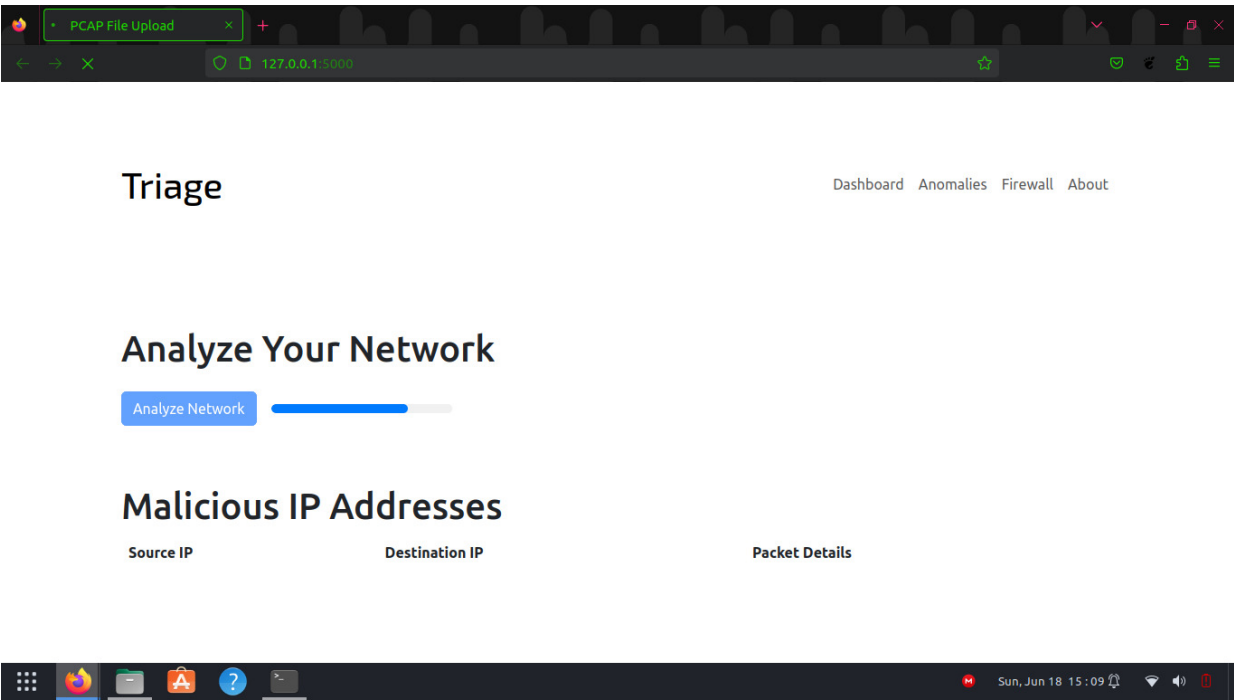 PCAP File Upload
127.0.0.1:5000
Triage
Dashboard Anomalies Firewall About
Analyze Your Network
Analyze Network
Malicious IP Addresses
Source IP Destination IP Packet Details
Sun, Jun 18 15:09